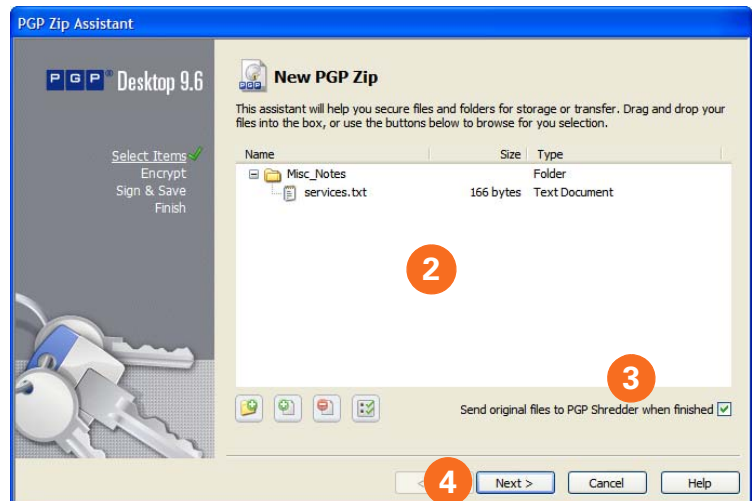 PGP Zip Assistant
PGP® Desktop 9.6
Select Items
Encrypt
Sign & Save
Finish
New PGP Zip
This assistant will help you secure files and folders for storage or transfer. Drag and drop your
files into the box, or use the buttons below to browse for you selection.
Name Size Type
Misc_Notes Folder
services.txt 166 bytes Text Document
2
3
Send original files to PGP Shredder when finished
4
< Next > Cancel Help